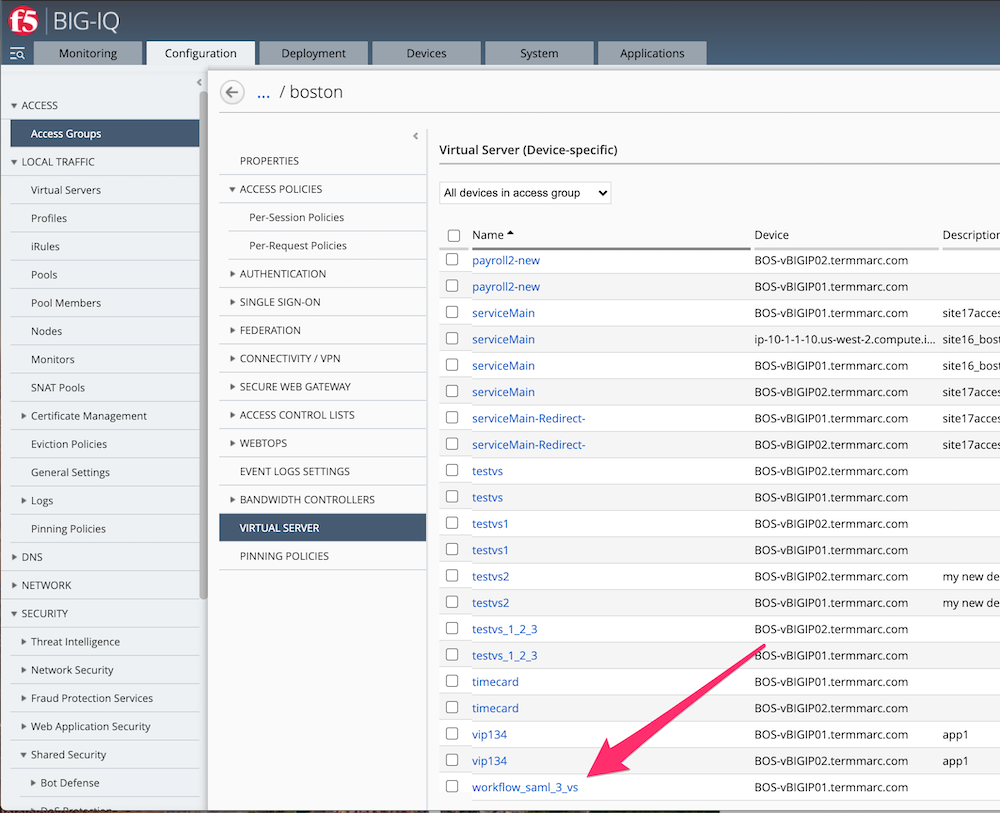 f5 BIG-IQ
Monitoring Configuration Deployment Devices System Applications
ACCESS
Access Groups
LOCAL TRAFFIC
Virtual Servers
Profiles
iRules
Pools
Pool Members
Nodes
Monitors
SNAT Pools
Certificate Management
Eviction Policies
General Settings
Logs
Pinning Policies
DNS
NETWORK
SECURITY
Threat Intelligence
Network Security
Fraud Protection Services
Web Application Security
Shared Security
Bot Defense
DoS Protection
... / boston
PROPERTIES
ACCESS POLICIES
Per-Session Policies
Per-Request Policies
AUTHENTICATION
SINGLE SIGN-ON
FEDERATION
CONNECTIVITY / VPN
SECURE WEB GATEWAY
ACCESS CONTROL LISTS
WEBTOPS
EVENT LOGS SETTINGS
BANDWIDTH CONTROLLERS
VIRTUAL SERVER
PINNING POLICIES
Virtual Server (Device-specific)
All devices in access group
Name Device Description
payroll2-new BOS-vBIGIP02.termmarc.com
payroll2-new BOS-vBIGIP01.termmarc.com
serviceMain BOS-vBIGIP01.termmarc.com site17acces
serviceMain ip-10-1-1-10.us-west-2.compute.i... site16_bost
serviceMain BOS-vBIGIP01.termmarc.com site16_bost
serviceMain BOS-vBIGIP02.termmarc.com site17acces
serviceMain-Redirect- BOS-vBIGIP01.termmarc.com site17acces
serviceMain-Redirect- BOS-vBIGIP02.termmarc.com site17acces
testvs BOS-vBIGIP02.termmarc.com
testvs BOS-vBIGIP01.termmarc.com
testvs1 BOS-vBIGIP02.termmarc.com
testvs1 BOS-vBIGIP01.termmarc.com
testvs2 BOS-vBIGIP02.termmarc.com my new de
testvs2 BOS-vBIGIP01.termmarc.com my new de
testvs_1_2_3 BOS-vBIGIP02.termmarc.com
testvs_1_2_3 BOS-vBIGIP01.termmarc.com
timecard BOS-vBIGIP01.termmarc.com
timecard BOS-vBIGIP02.termmarc.com
vip134 BOS-vBIGIP01.termmarc.com app1
vip134 BOS-vBIGIP02.termmarc.com app1
workflow_saml_3_vs BOS-vBIGIP01.termmarc.com